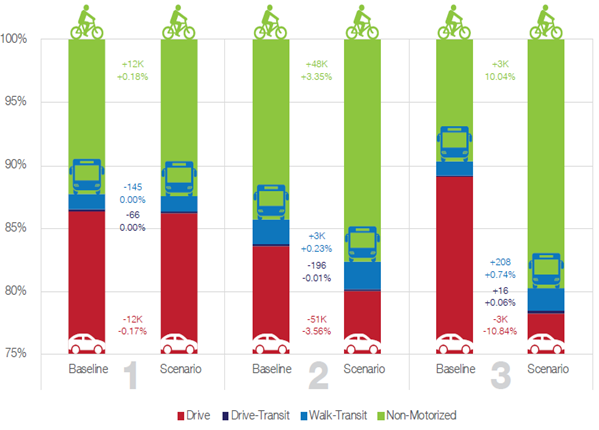 100%
95%
90%
85%
80%
75%
+12K
+0.18%
-145
0.00%
-66
0.00%
-12K
-0.17%
+48K
+3.35%
+3K
+0.23%
-196
-0.01%
-51K
-3.56%
+3K
10.04%
+208
+0.74%
+16
+0.06%
-3K
-10.84%
Baseline 1 Scenario
Baseline 2 Scenario
Baseline 3 Scenario
Drive Drive-Transit Walk-Transit Non-Motorized